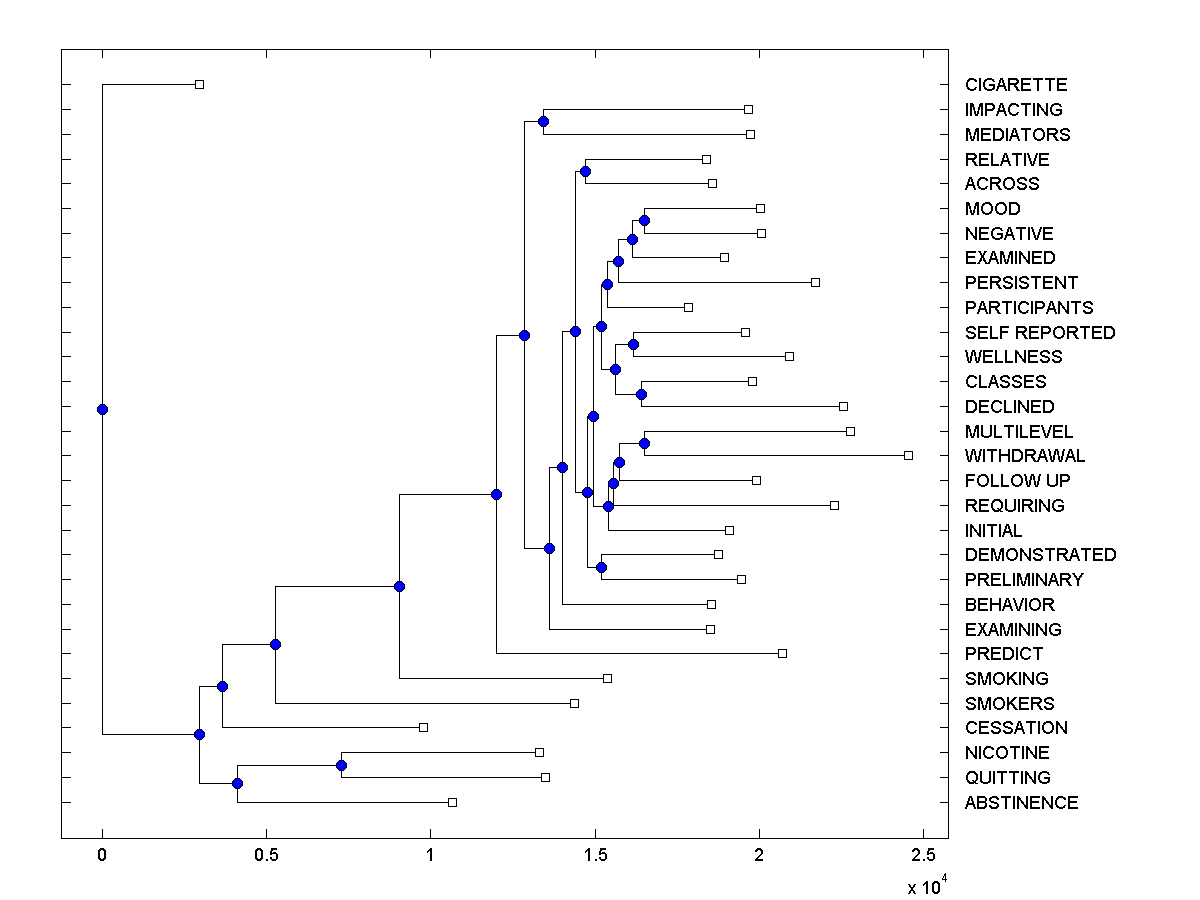 CIGARETTE
IMPACTING
MEDIATORS
RELATIVE
ACROSS
MOOD
NEGATIVE
EXAMINED
PERSISTENT
PARTICIPANTS
SELF REPORTED
WELLNESS
CLASSES
DECLINED
MULTILEVEL
WITHDRAWAL
FOLLOW UP
REQUIRING
INITIAL
DEMONSTRATED
PRELIMINARY
BEHAVIOR
EXAMINING
PREDICT
SMOKING
SMOKERS
CESSATION
NICOTINE
QUITTING
ABSTINENCE
0 0.5 1 1.5 2 2.5
x 10^4